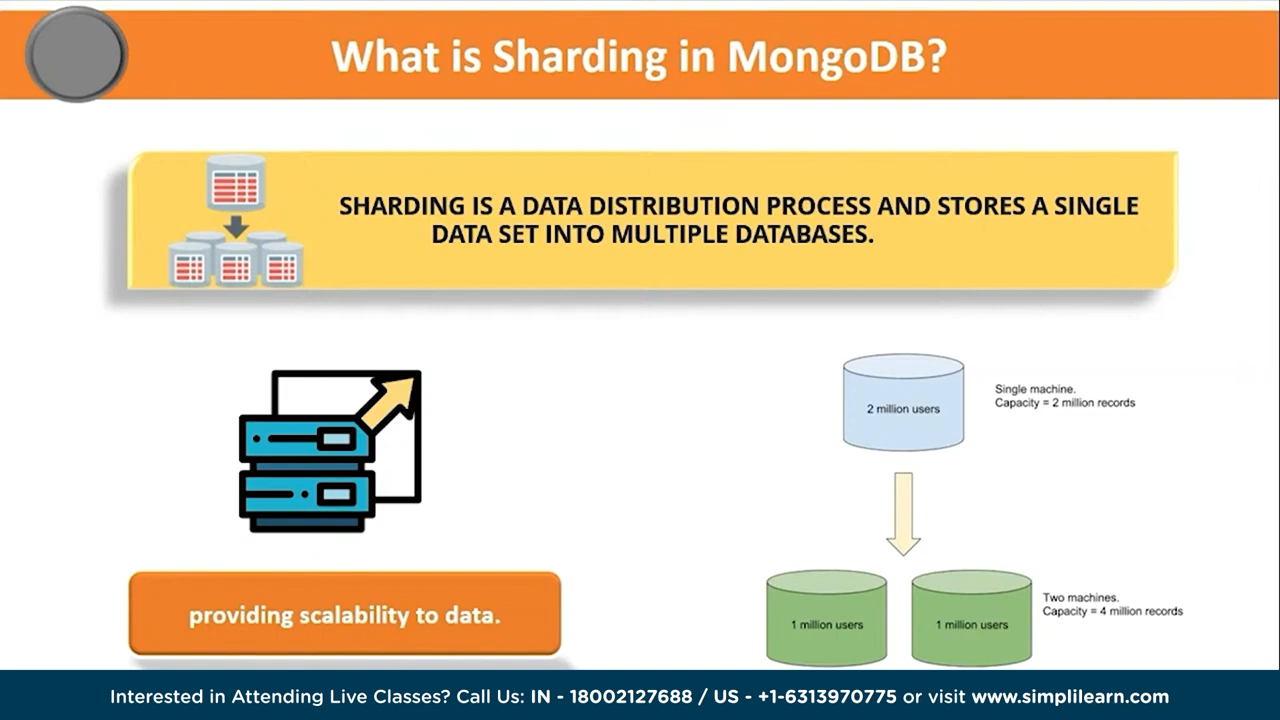 What is Sharding in MongoDB?
SHARDING IS A DATA DISTRIBUTION PROCESS AND STORES A SINGLE
DATA SET INTO MULTIPLE DATABASES.
2 million users
Single machine.
Capacity = 2 million records
providing scalability to data.
1 million users
1 million users
Two machines.
Capacity = 4 million records
Interested in Attending Live Classes? Call Us: IN - 18002127688 / US - +1-6313970775 or visit www.simplilearn.com